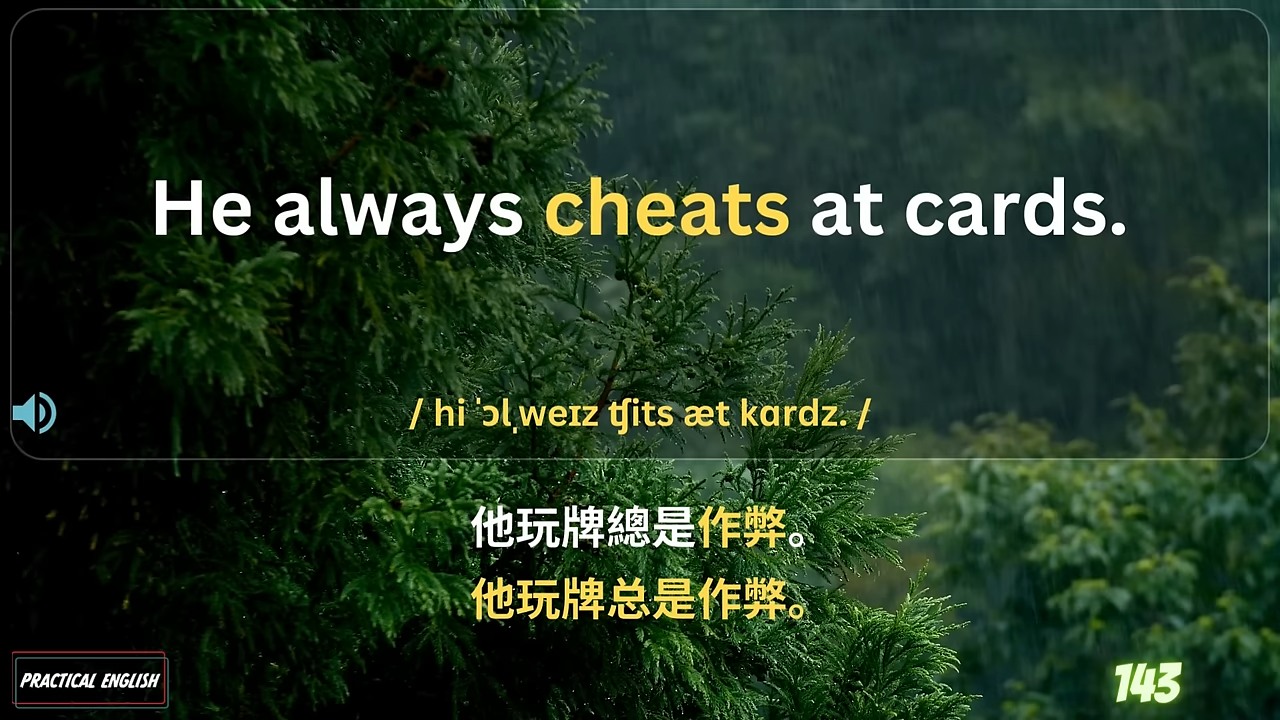 He always cheats at cards.
/ hi ˈɔlˌweɪz ʧits æt kɑrdz. /
他玩牌總是作弊。
他玩牌总是作弊。
PRACTICAL ENGLISH
143